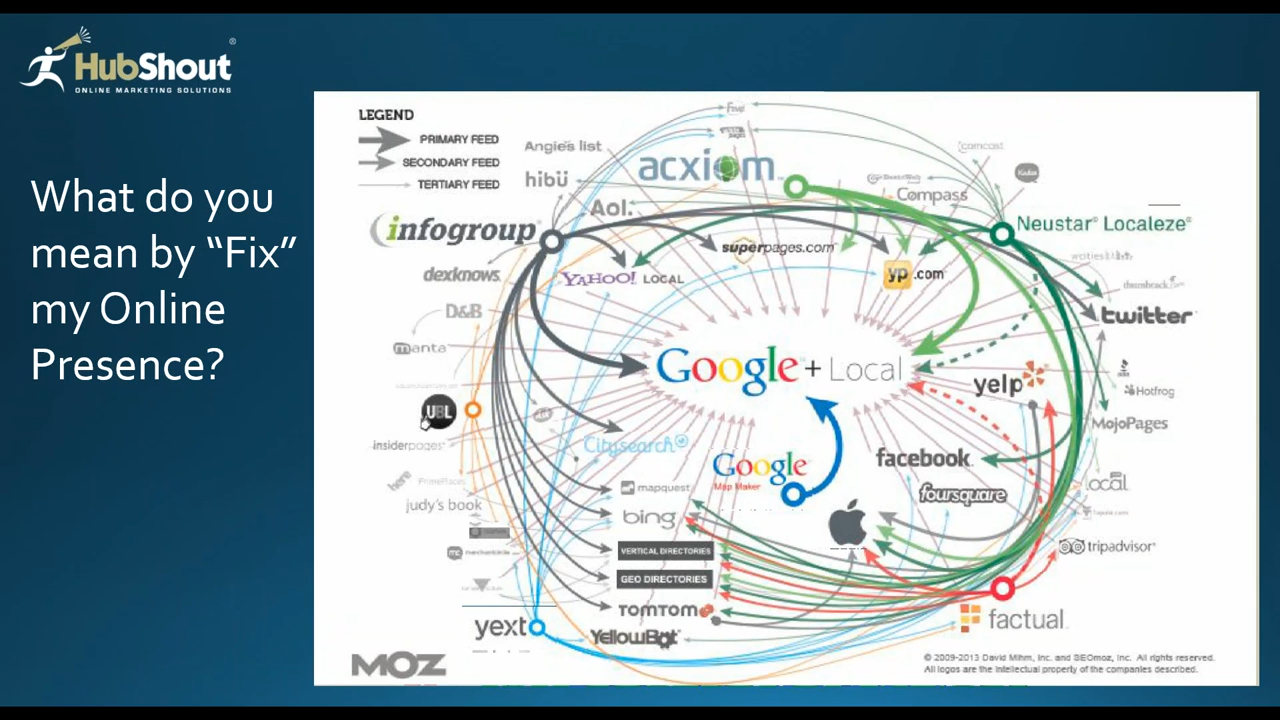 HubShout®
ONLINE MARKETING SOLUTIONS
What do you
mean by “Fix”
my Online
Presence?
LEGEND
PRIMARY FEED
SECONDARY FEED
TERTIARY FEED
Angie's list
hibü
acxiom
Aol.
comcast
Compass
infogroup
Neustar® Localeze®
superpages.com
YAHOO! LOCAL
yp.com
dexknows.
D&B
manta
twitter
Google + Local
yelp
Hotfrog
MojoPages
UBL
insiderpages
Citysearch
Google
Map Maker
facebook
foursquare
here
judy's book
mapquest
bing
local
tripadvisor
VERTICAL DIRECTORIES
GEO DIRECTORIES
TOMTOM
YELLOWBOT
yext
factual.
MOZ
© 2009-2013 David Mihm, Inc. and SEOmoz, Inc. All rights reserved.
All logos are the intellectual property of the companies described.